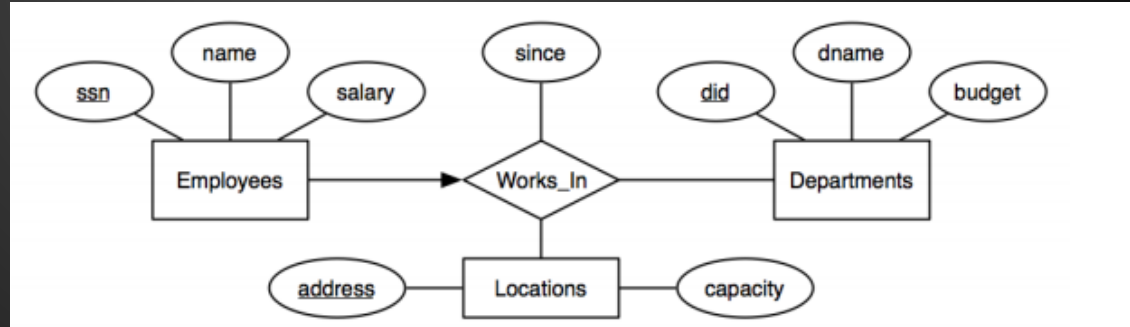 name
since
dname
ssn
salary
did
budget
Employees
Works_In
Departments
address
Locations
capacity